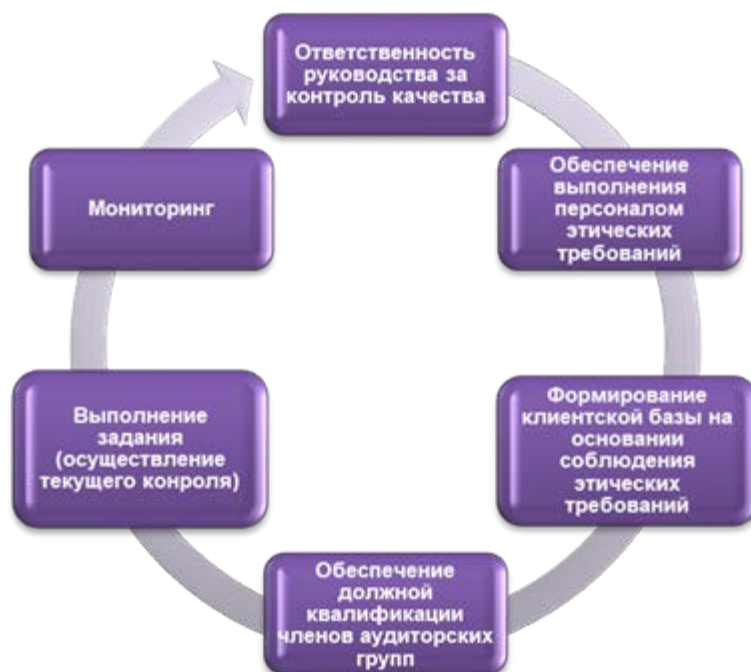 Ответственность
руководства за
контроль качества
Обеспечение
выполнения
персоналом
этических
требований
Формирование
клиентской базы на
основании
соблюдения
этических
требований
Обеспечение
должной
квалификации
членов аудиторских
групп
Выполнение
задания
(осуществление
текущего конроля)
Мониторинг